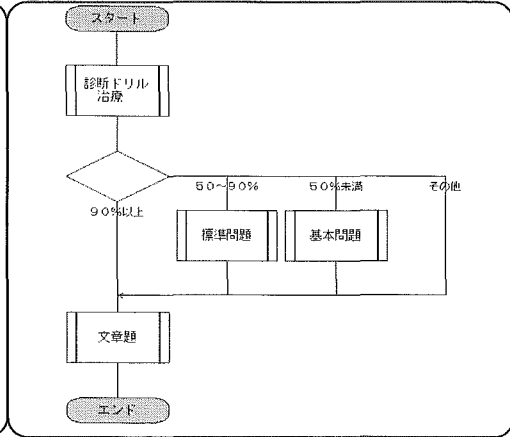 スタート
診断ドリル
治療
50~90%
50%未満
その他
90%以上
標準問題
基本問題
文章題
エンド